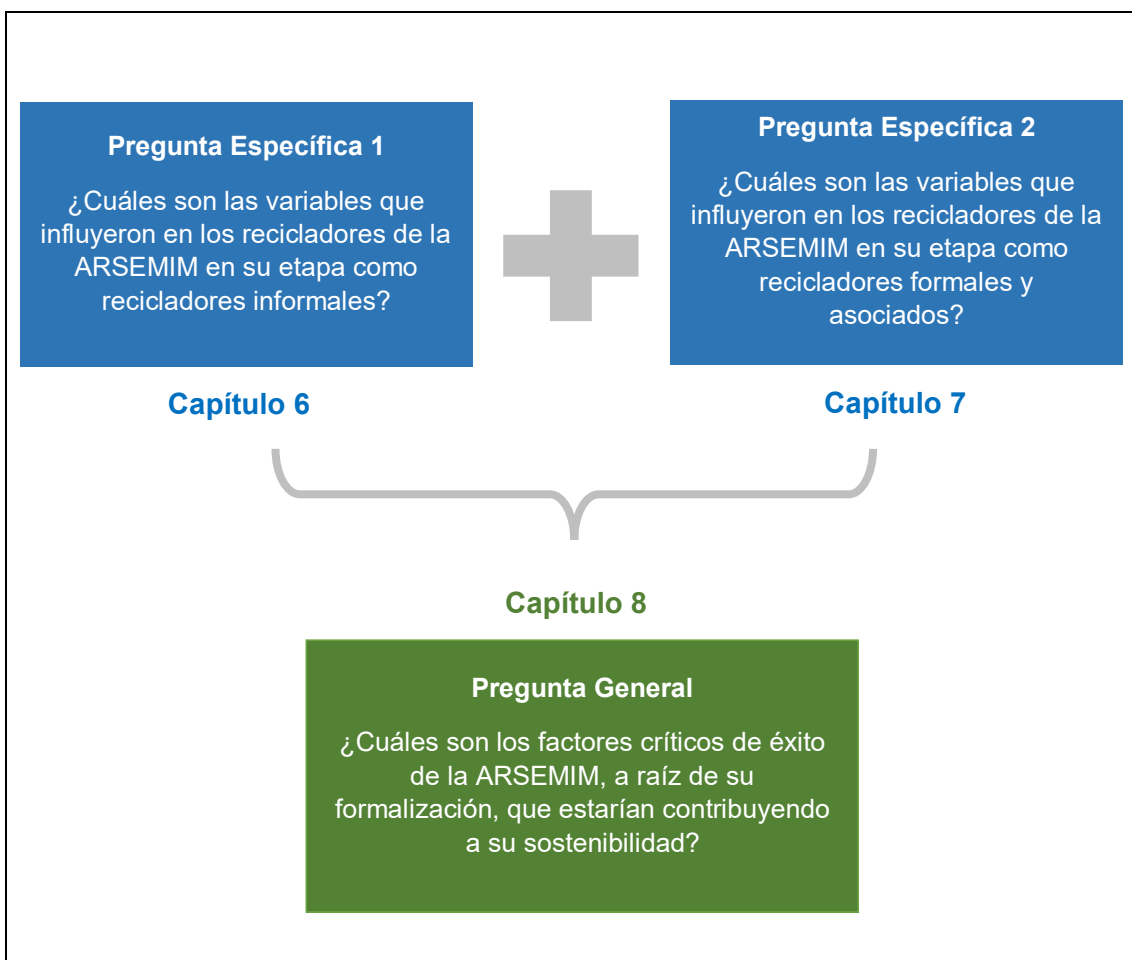 Pregunta Específica 1
¿Cuáles son las variables que
influyeron en los recicladores de la
ARSEMIM en su etapa como
recicladores informales?
Capítulo 6
Pregunta Específica 2
¿Cuáles son las variables que
influyeron en los recicladores de la
ARSEMIM en su etapa como
recicladores formales y
asociados?
Capítulo 7
Capítulo 8
Pregunta General
¿Cuáles son los factores críticos de éxito
de la ARSEMIM, a raíz de su
formalización, que estarían contribuyendo
a su sostenibilidad?